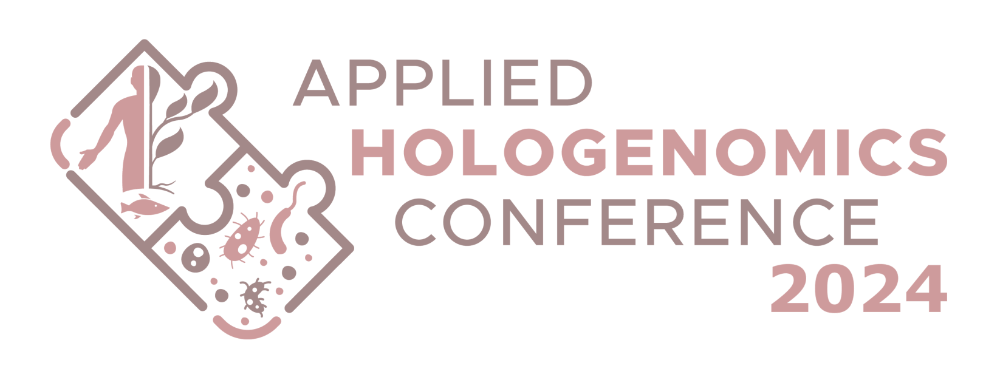 APPLIED
HOLOGENOMICS
CONFERENCE
2024